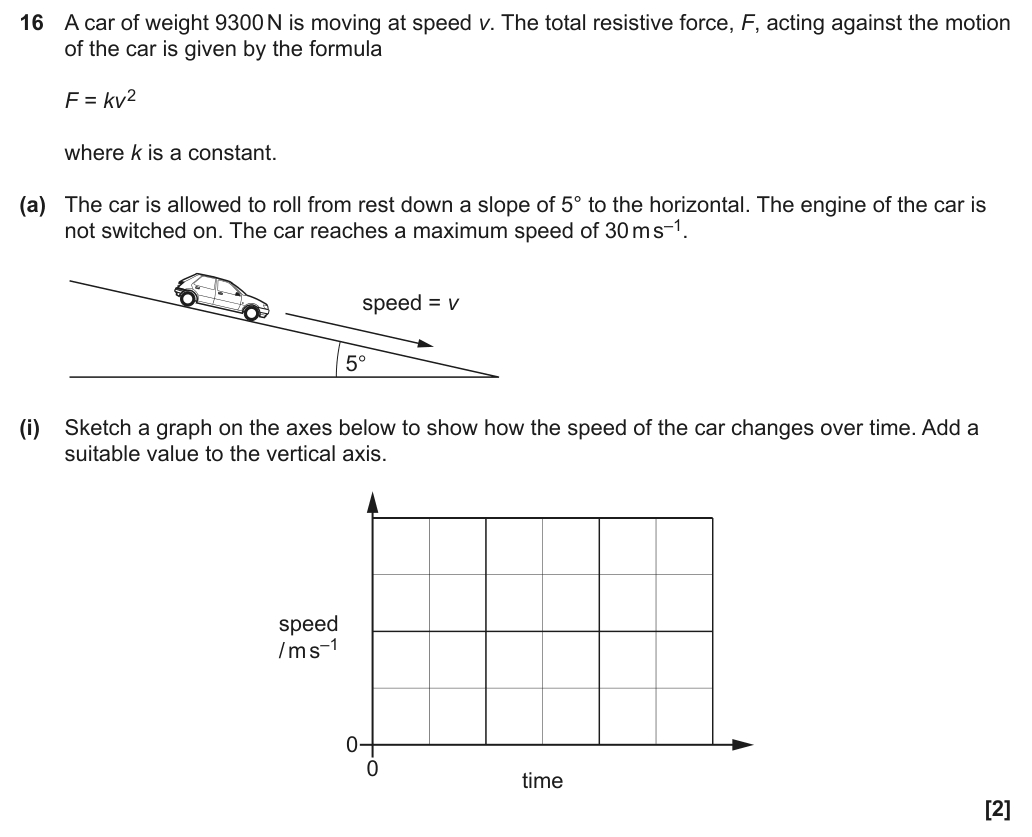 16 A car of weight 9300 N is moving at speed v. The total resistive force, F, acting against the motion
of the car is given by the formula
F = kv²
where k is a constant.
(a) The car is allowed to roll from rest down a slope of 5° to the horizontal. The engine of the car is
not switched on. The car reaches a maximum speed of 30 m s⁻¹.
speed = v
5°
(i) Sketch a graph on the axes below to show how the speed of the car changes over time. Add a
suitable value to the vertical axis.
speed
/ m s⁻¹
0
0
time
[2]